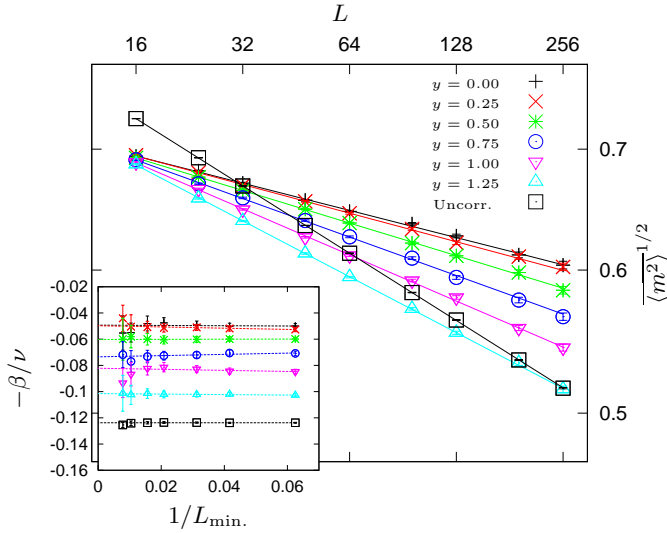 L
16 32 64 128 256
y = 0.00
y = 0.25
y = 0.50
y = 0.75
y = 1.00
y = 1.25
Uncorr.
0.7
0.6
0.5
⟨m²⟩^{1/2}
-0.02
-0.04
-0.06
-0.08
-0.1
-0.12
-0.14
-0.16
−β/ν
0 0.02 0.04 0.06
1/L_{min.}